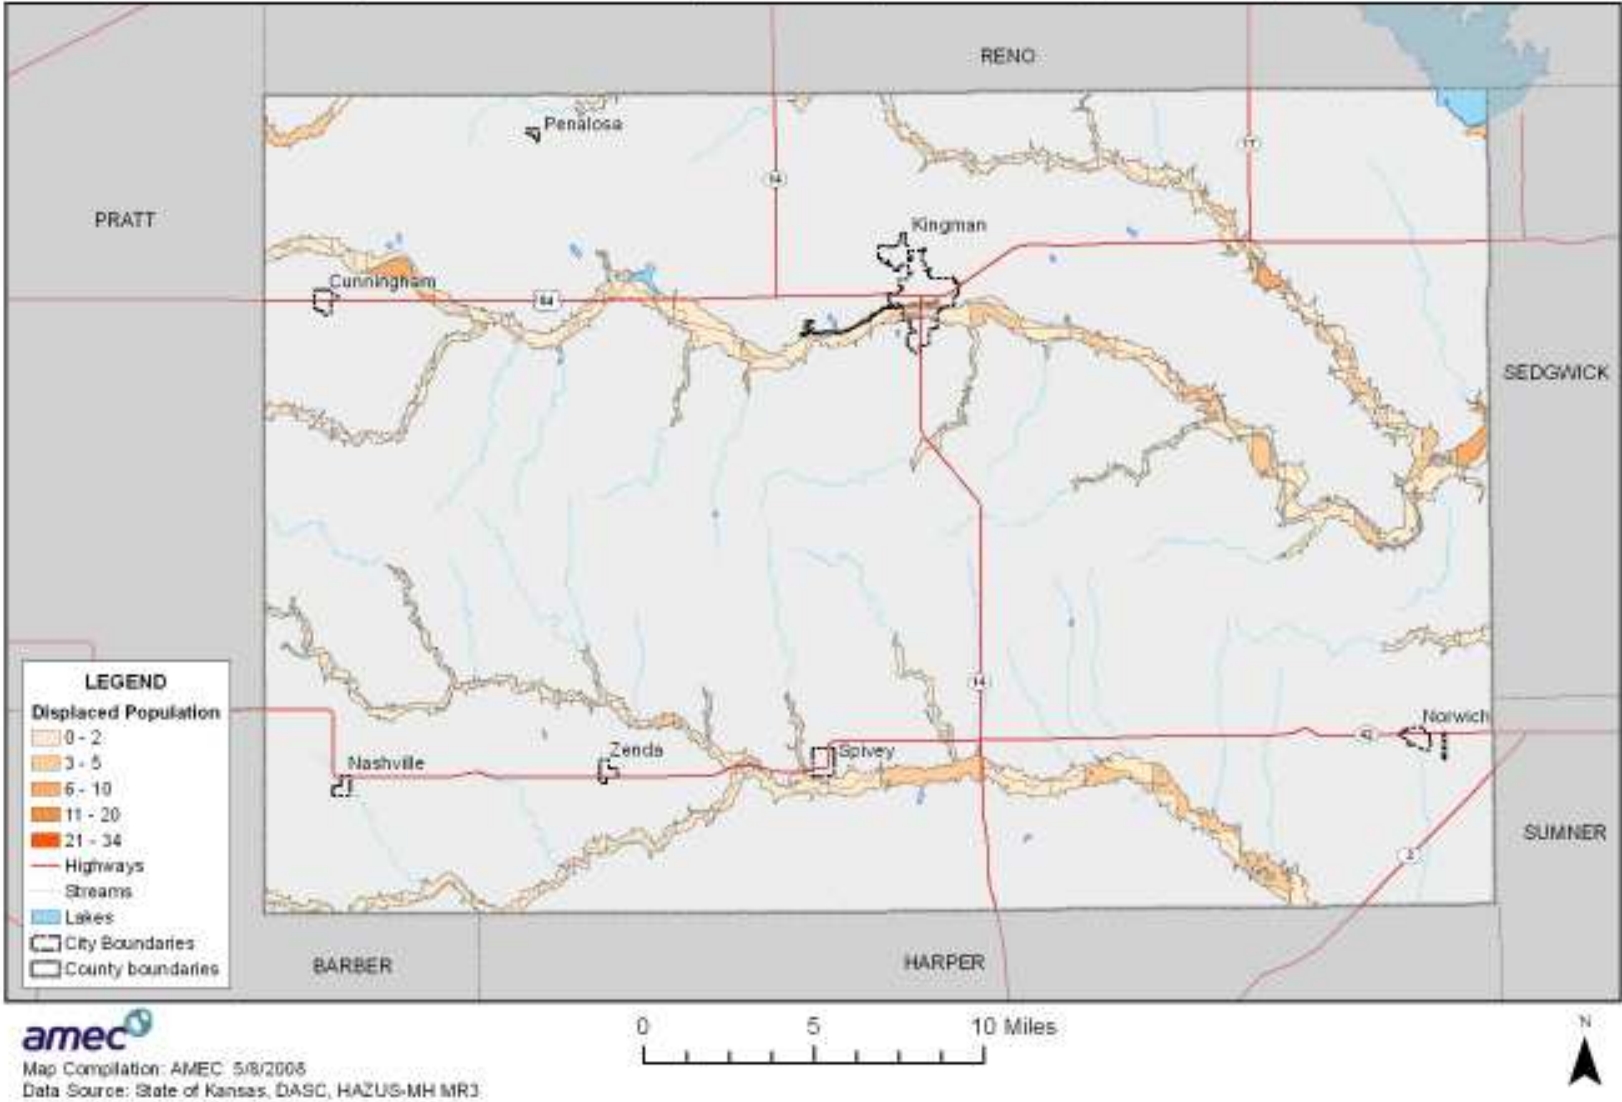 RENO
Penalosa
14
17
PRATT
Kingman
Cunningham
54
SEDGWICK
14
LEGEND
Displaced Population
0 - 2
3 - 5
6 - 10
11 - 20
21 - 34
Highways
Streams
Lakes
City Boundaries
County boundaries
Nashville
Zenda
Spivey
42
Norwich
2
SUMNER
BARBER
HARPER
amec
0 5 10 Miles
N
Map Compilation: AMEC 5/8/2008
Data Source: State of Kansas, DASC, HAZUS-MH MR3